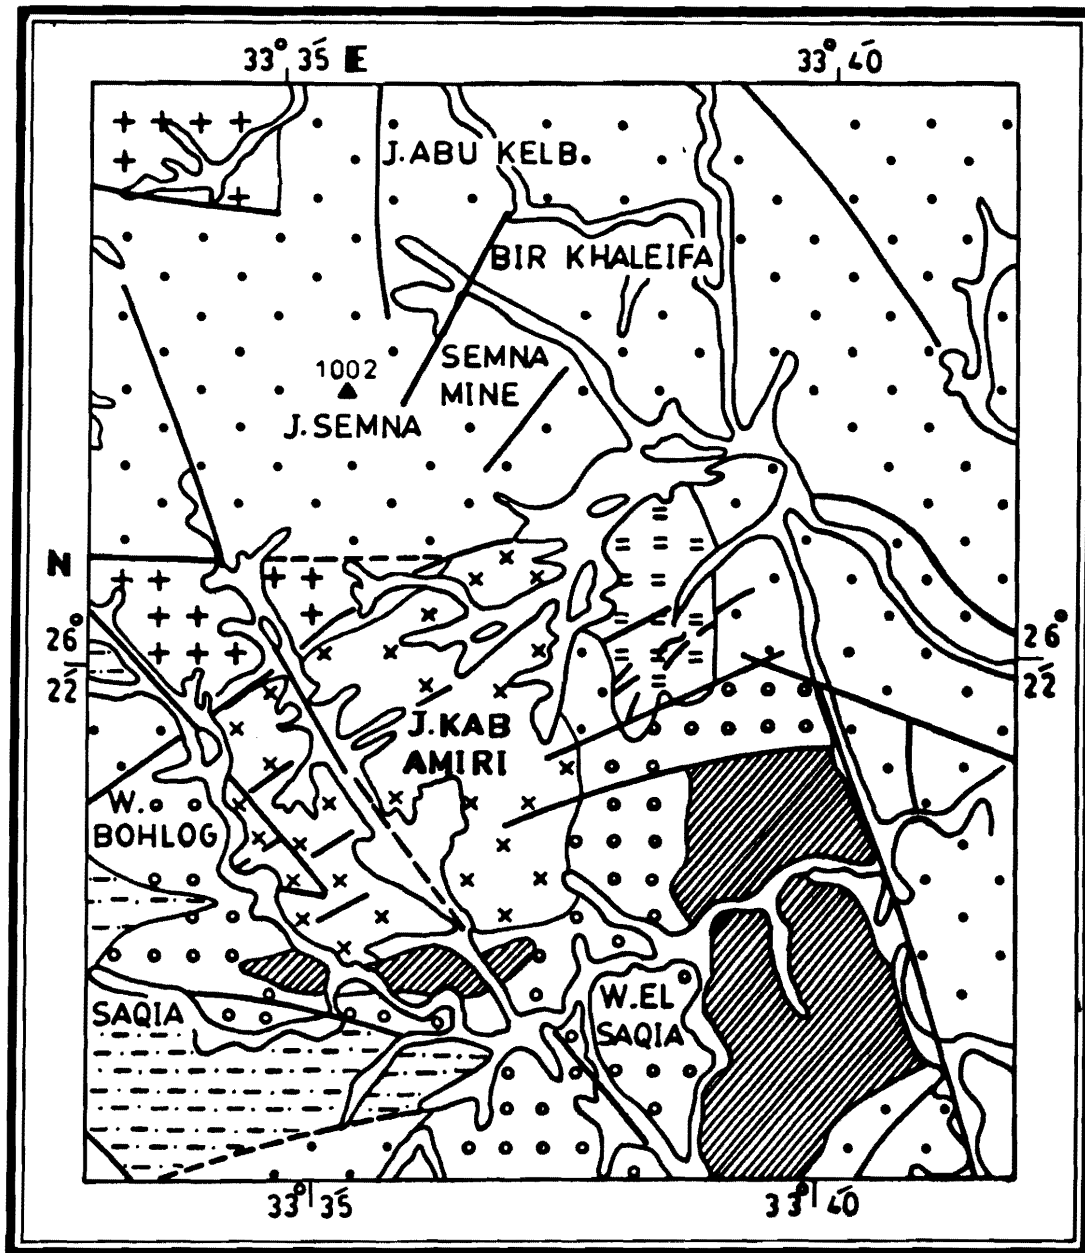 33° 35́ E
33° 40́
J. ABU KELB
BIR KHALEIFA
SEMNA
MINE
1002
J. SEMNA
N
26°
22́
26°
22́
J. KAB
AMIRI
W.
BOHLOG
SAQIA
W. EL
SAQIA
33° 35́
33° 40́